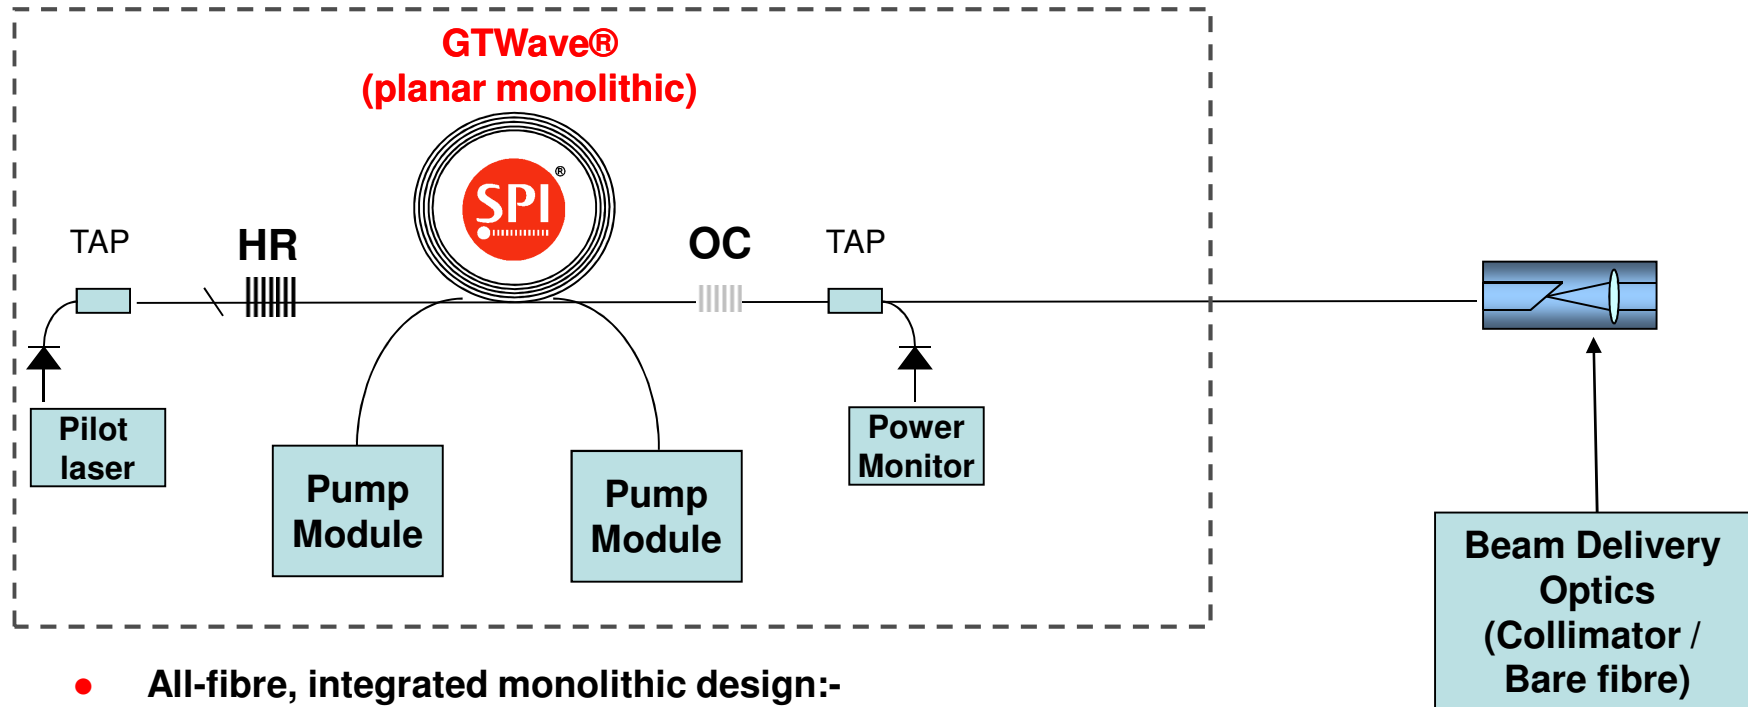 GTWave®
(planar monolithic)
SPI®
TAP
HR
OC
TAP
Pilot
laser
Pump
Module
Pump
Module
Power
Monitor
Beam Delivery
Optics
(Collimator /
Bare fibre)
● All-fibre, integrated monolithic design:-